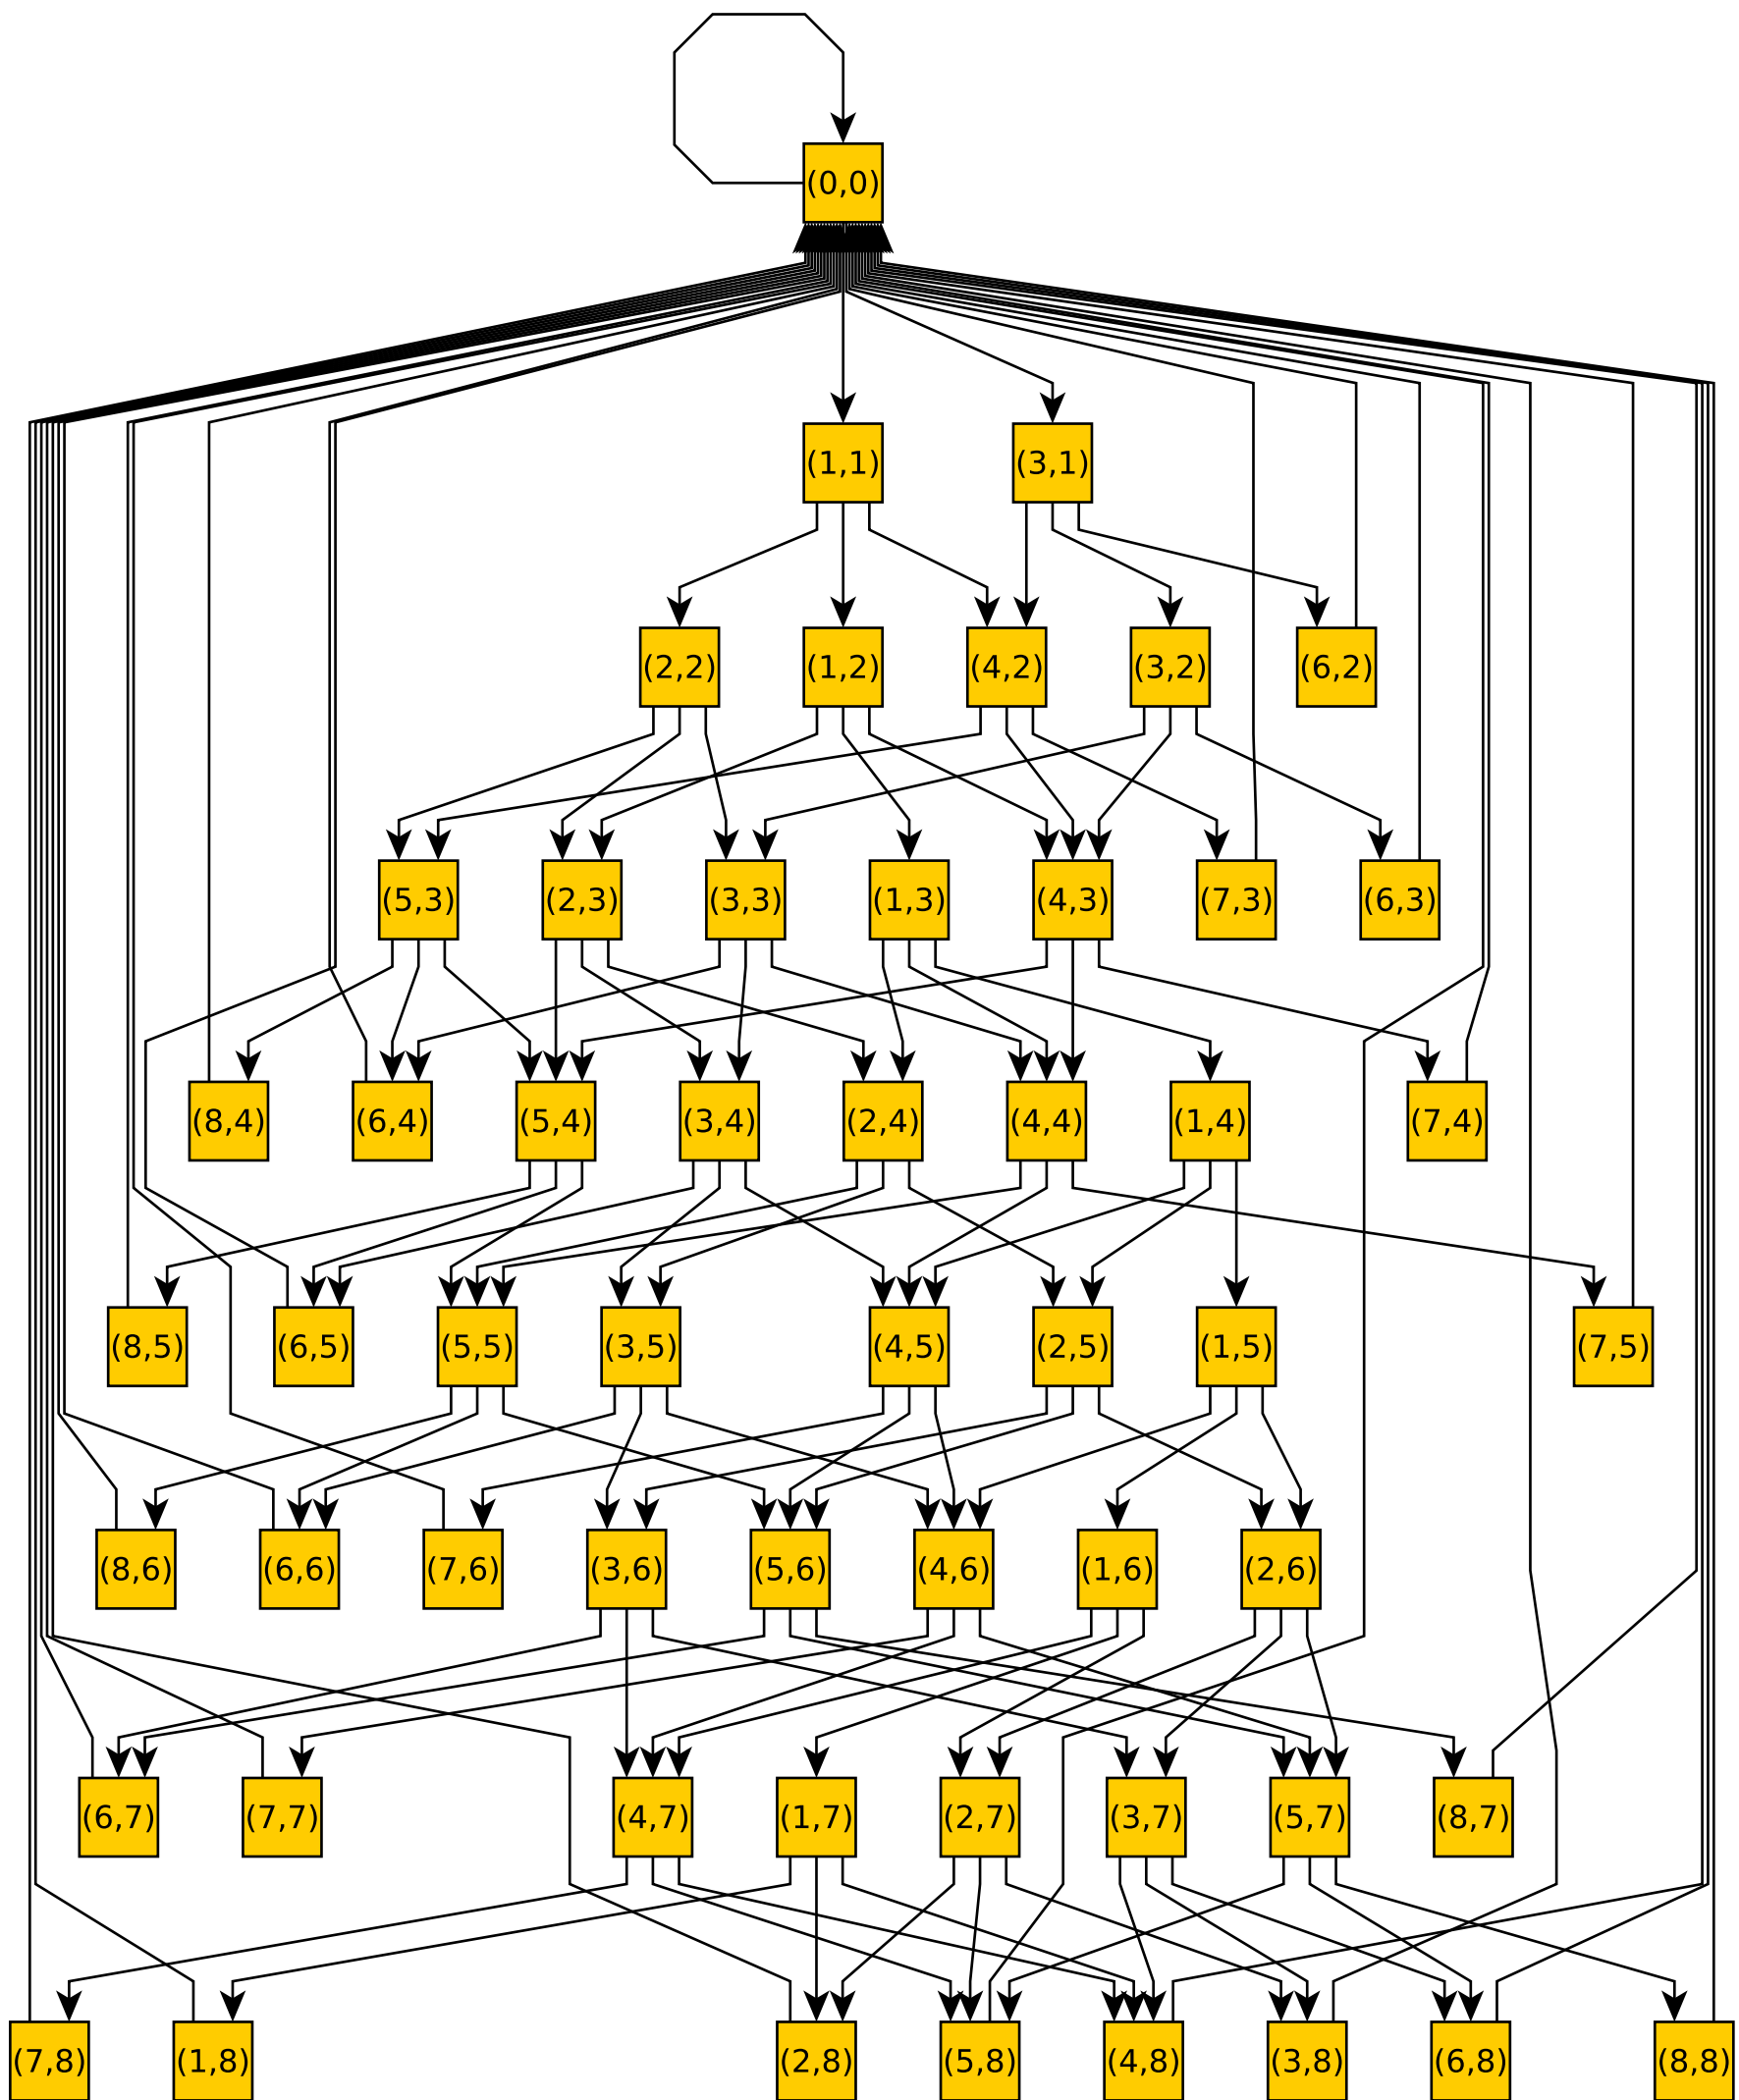 (0,0)
(1,1) (3,1)
(2,2) (1,2) (4,2) (3,2) (6,2)
(5,3) (2,3) (3,3) (1,3) (4,3) (7,3) (6,3)
(8,4) (6,4) (5,4) (3,4) (2,4) (4,4) (1,4) (7,4)
(8,5) (6,5) (5,5) (3,5) (4,5) (2,5) (1,5) (7,5)
(8,6) (6,6) (7,6) (3,6) (5,6) (4,6) (1,6) (2,6)
(6,7) (7,7) (4,7) (1,7) (2,7) (3,7) (5,7) (8,7)
(7,8) (1,8) (2,8) (5,8) (4,8) (3,8) (6,8) (8,8)